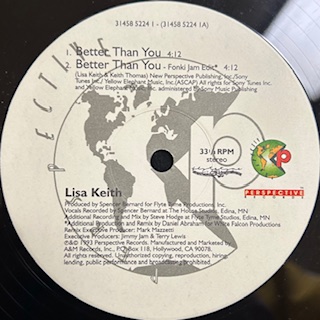 31458 5224 1 - (31458 5224 1A)
1. Better Than You 4:12
Better Than You - Fonki Jam Edit* 4:12
(Lisa Keith & Keith Thomas) New Perspective Publishing, Inc./Sony
Tunes Inc. / Yellow Elephant Music, Inc. (ASCAP) All rights for Sony Tunes Inc.
and Yellow Elephant Music, Inc. administered by Sony Music Publishing
PERSPECTIVE
33⅓ RPM
stereo
P
PERSPECTIVE
Lisa Keith
Produced by Spencer Bernard for Flyte Tyme Productions, Inc.
Vocals Recorded by Spencer Bernard at The House Studios, Edina, MN
Additional Recording and Mix by Steve Hodge at Flyte Tyme, Edina, MN
*Additional Production and Remix by Daniel Abraham for White Falcon Productions
Remix Executive Producer: Mark Mazzetti
Executive Producers: Jimmy Jam & Terry Lewis
℗&© 1993 Perspective Records. Manufactured and Marketed by
A&M Records, Inc., P.O. Box 118, Hollywood, CA 90078.
All rights reserved. Unauthorized copying, reproduction, hiring,
lending, public performance and broadcasting prohibited